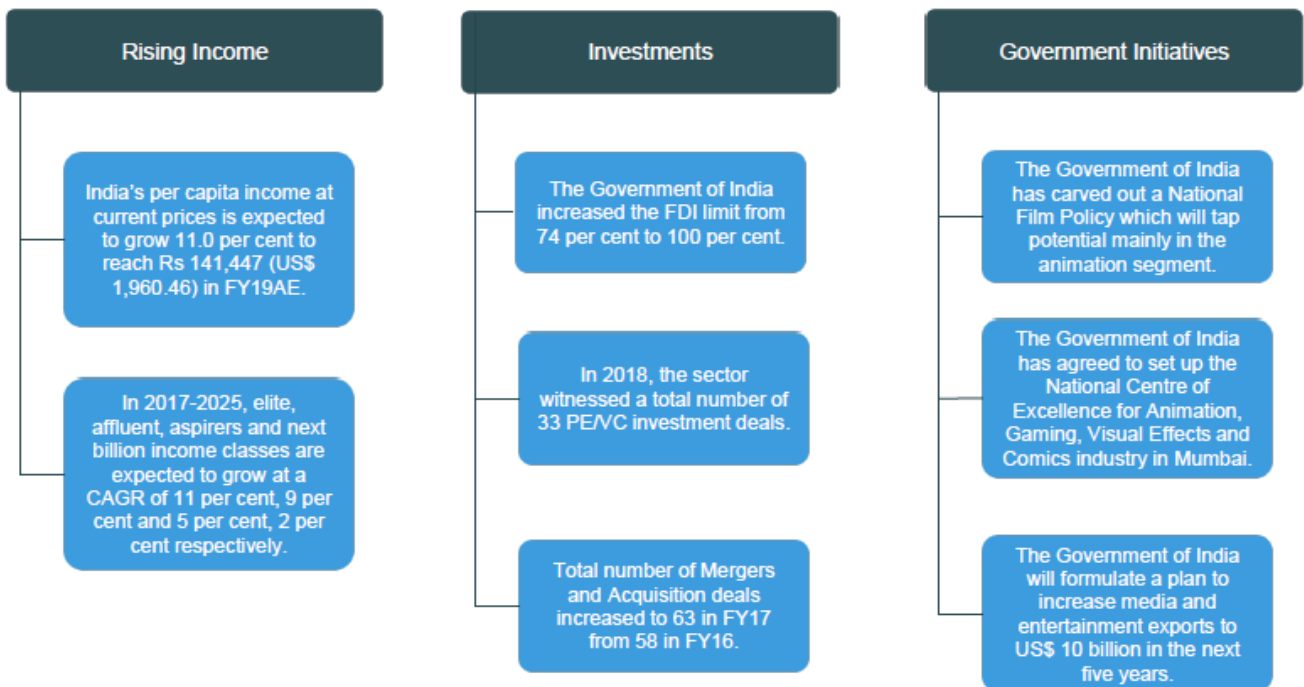 Rising Income
India's per capita income at
current prices is expected
to grow 11.0 per cent to
reach Rs 141,447 (US$
1,960.46) in FY19AE.
In 2017-2025, elite,
affluent, aspirers and next
billion income classes are
expected to grow at a
CAGR of 11 per cent, 9 per
cent and 5 per cent, 2 per
cent respectively.
Investments
The Government of India
increased the FDI limit from
74 per cent to 100 per cent.
In 2018, the sector
witnessed a total number of
33 PE/VC investment deals.
Total number of Mergers
and Acquisition deals
increased to 63 in FY17
from 58 in FY16.
Government Initiatives
The Government of India
has carved out a National
Film Policy which will tap
potential mainly in the
animation segment.
The Government of India
has agreed to set up the
National Centre of
Excellence for Animation,
Gaming, Visual Effects and
Comics industry in Mumbai.
The Government of India
will formulate a plan to
increase media and
entertainment exports to
US$ 10 billion in the next
five years.